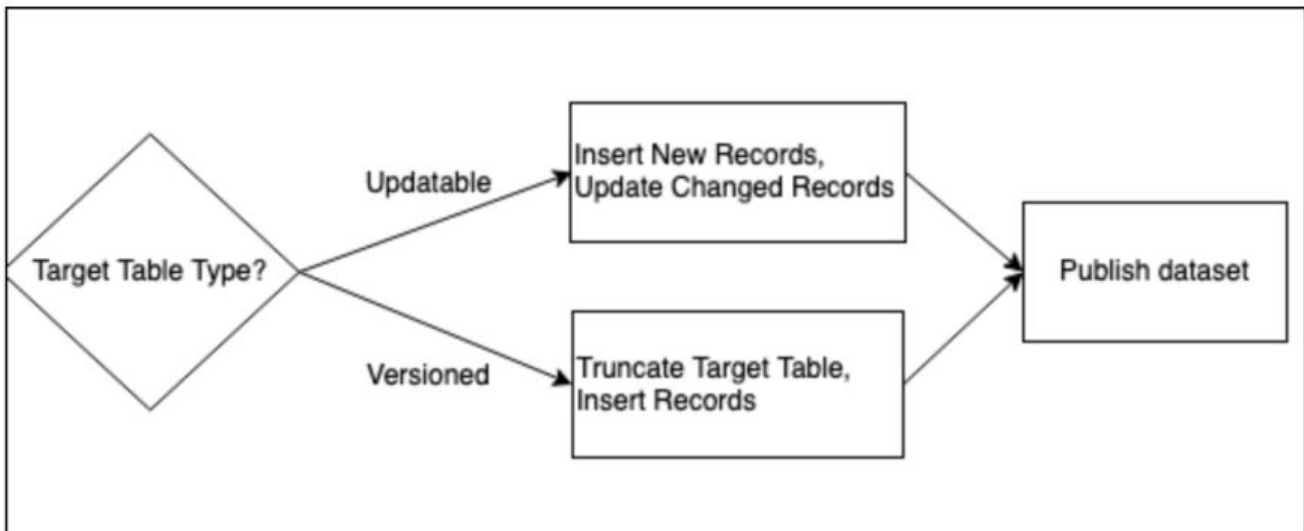 Target Table Type?
Updatable
Insert New Records,
Update Changed Records
Versioned
Truncate Target Table,
Insert Records
Publish dataset